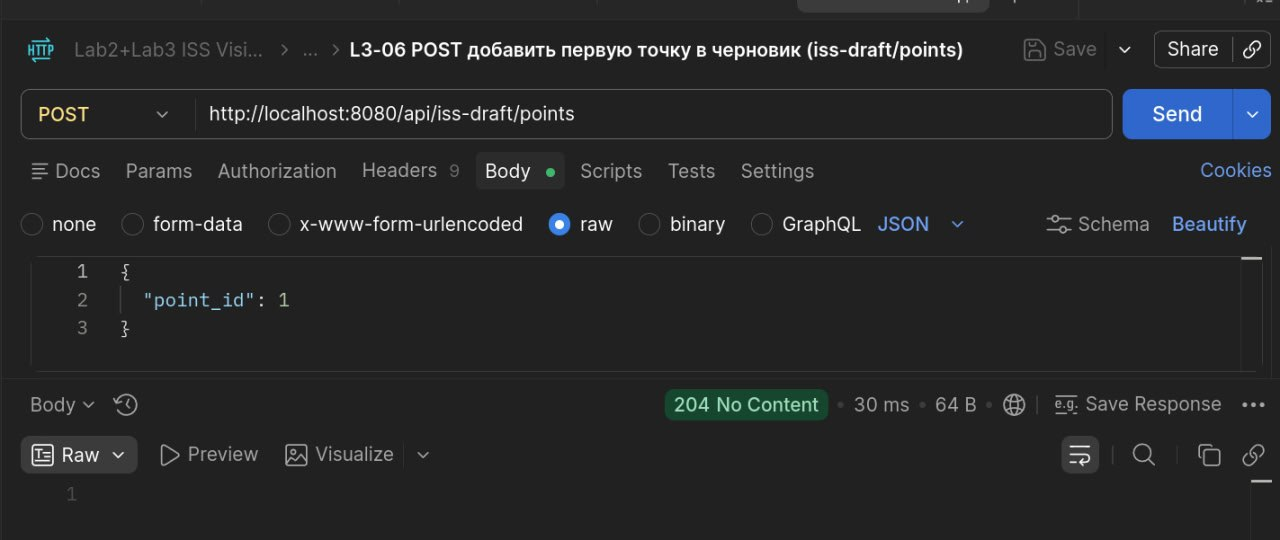 HTTP Lab2+Lab3 ISS Visi... > ... > L3-06 POST добавить первую точку в черновик (iss-draft/points) Save Share
POST http://localhost:8080/api/iss-draft/points Send
Docs Params Authorization Headers 9 Body Scripts Tests Settings Cookies
none form-data x-www-form-urlencoded raw binary GraphQL JSON Schema Beautify
1 {
2 "point_id": 1
3 }
Body 204 No Content • 30 ms • 64 B • e.g. Save Response
Raw Preview Visualize
1